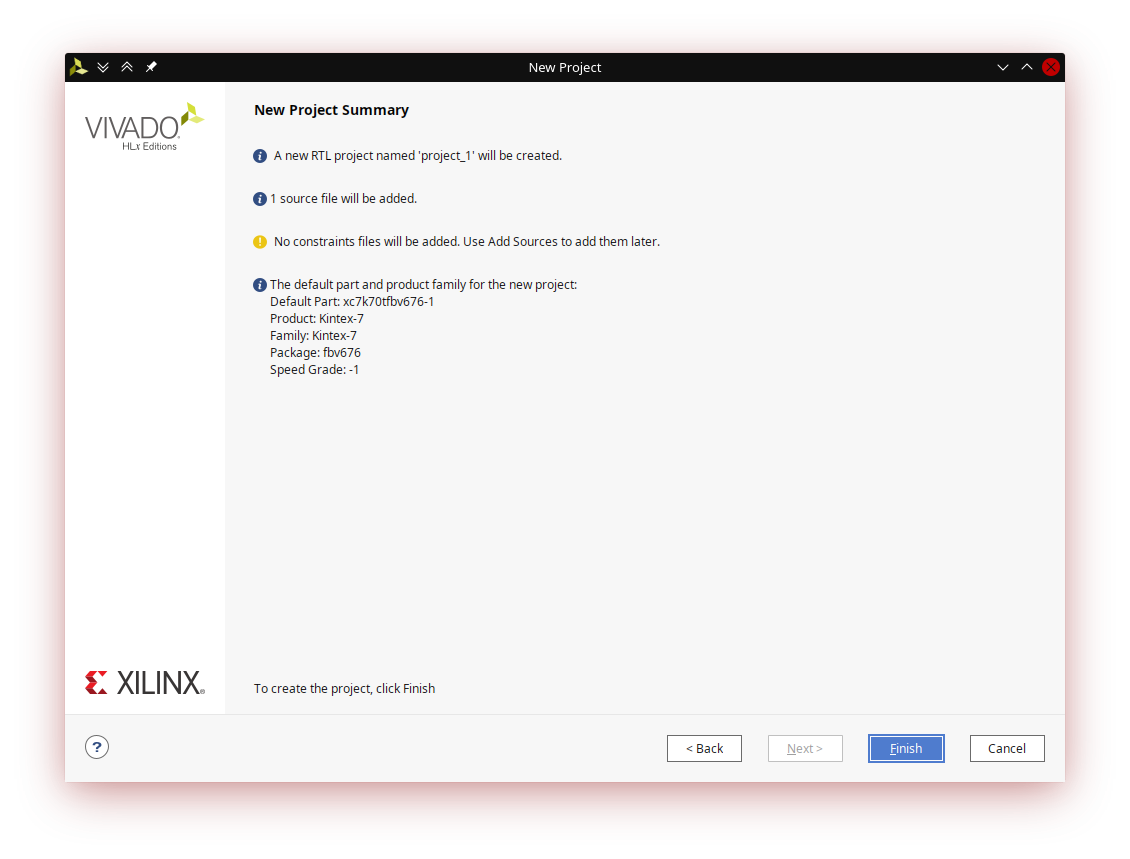 New Project
VIVADO.
HLx Editions
New Project Summary
A new RTL project named 'project_1' will be created.
1 source file will be added.
No constraints files will be added. Use Add Sources to add them later.
The default part and product family for the new project:
Default Part: xc7k70tfbv676-1
Product: Kintex-7
Family: Kintex-7
Package: fbv676
Speed Grade: -1
XILINX®
To create the project, click Finish
?
< Back
Next >
Finish
Cancel